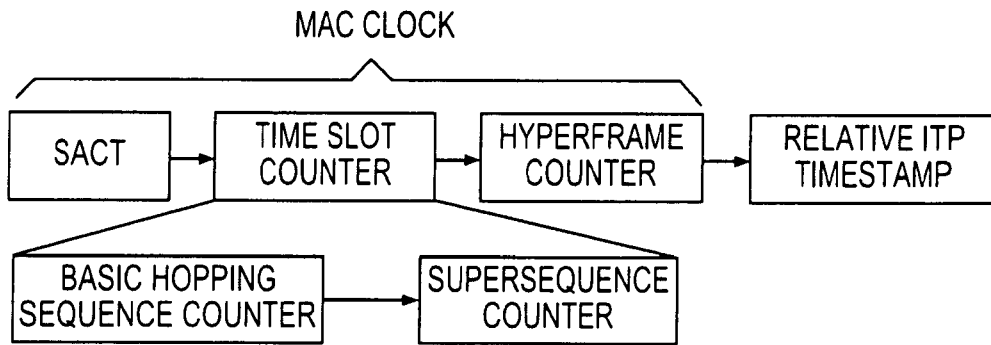 MAC CLOCK
SACT
TIME SLOT
COUNTER
HYPERFRAME
COUNTER
RELATIVE ITP
TIMESTAMP
BASIC HOPPING
SEQUENCE COUNTER
SUPERSEQUENCE
COUNTER